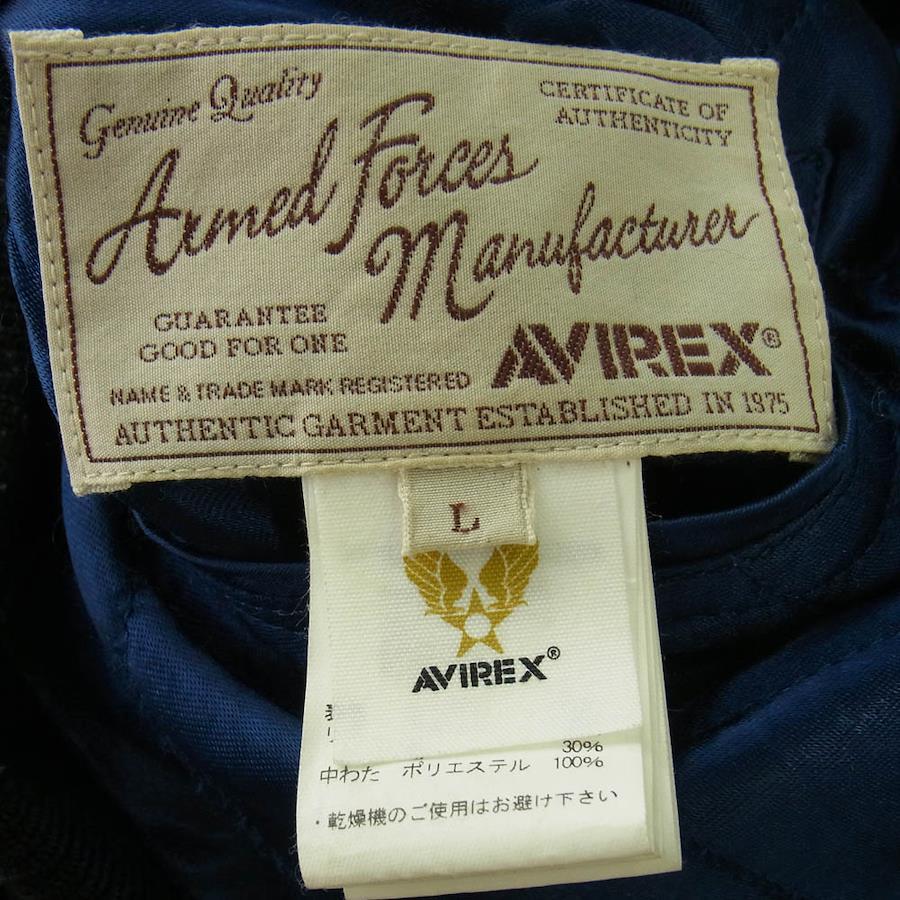 Genuine Quality
CERTIFICATE OF
AUTHENTICITY
Armed Forces
Manufacturer
GUARANTEE
GOOD FOR ONE
AVIREX®
NAME & TRADE MARK REGISTERED
AUTHENTIC GARMENT ESTABLISHED IN 1975
L
AVIREX®
30%
中わた ポリエステル 100%
・乾燥機のご使用はお避け下さい